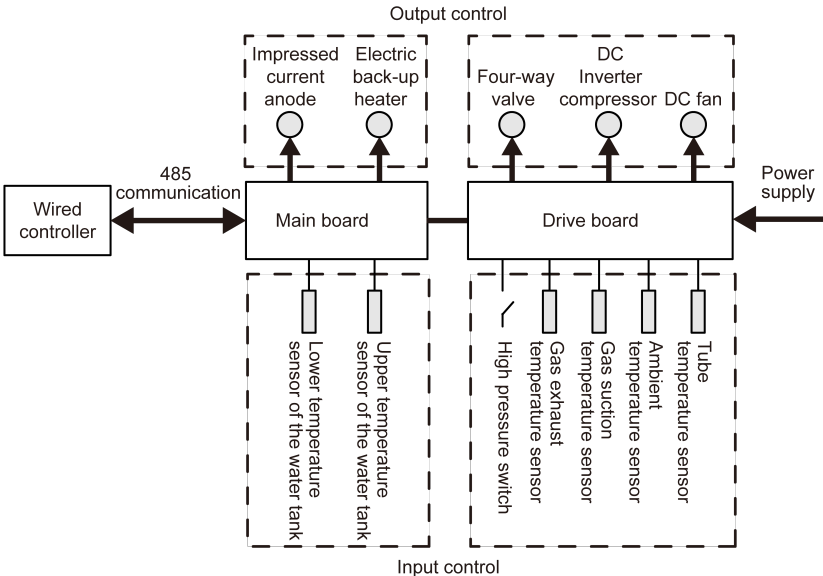 Output control
Impressed
current
anode
Electric
back-up
heater
Four-way
valve
DC
Inverter
compressor
DC fan
485
communication
Power
supply
Wired
controller
Main board
Drive board
Lower temperature
sensor of the water tank
Upper temperature
sensor of the water tank
High pressure switch
Gas exhaust
temperature sensor
Gas suction
temperature sensor
Ambient
temperature sensor
Tube
temperature sensor
Input control